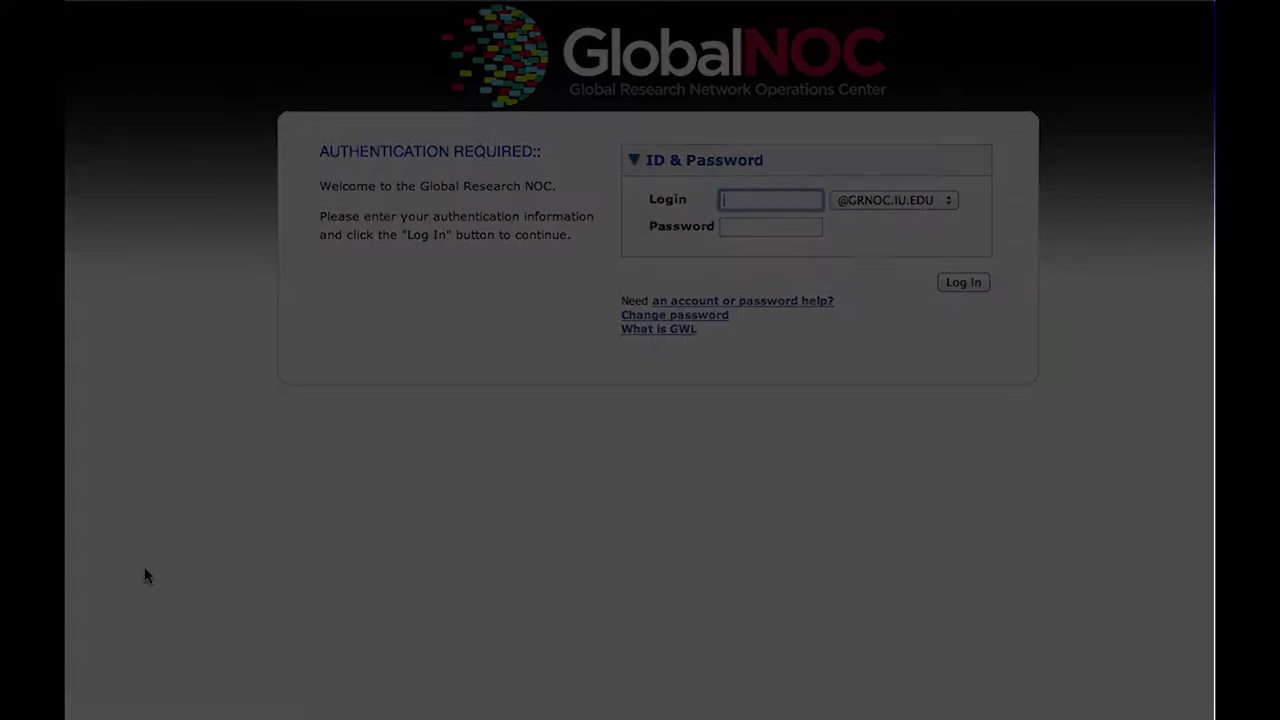 GlobalNOC
Global Research Network Operations Center
AUTHENTICATION REQUIRED::
Welcome to the Global Research NOC.
Please enter your authentication information
and click the "Log In" button to continue.
ID & Password
Login
@GRNOC.IU.EDU
Password
Log In
Need an account or password help?
Change password
What is GWL